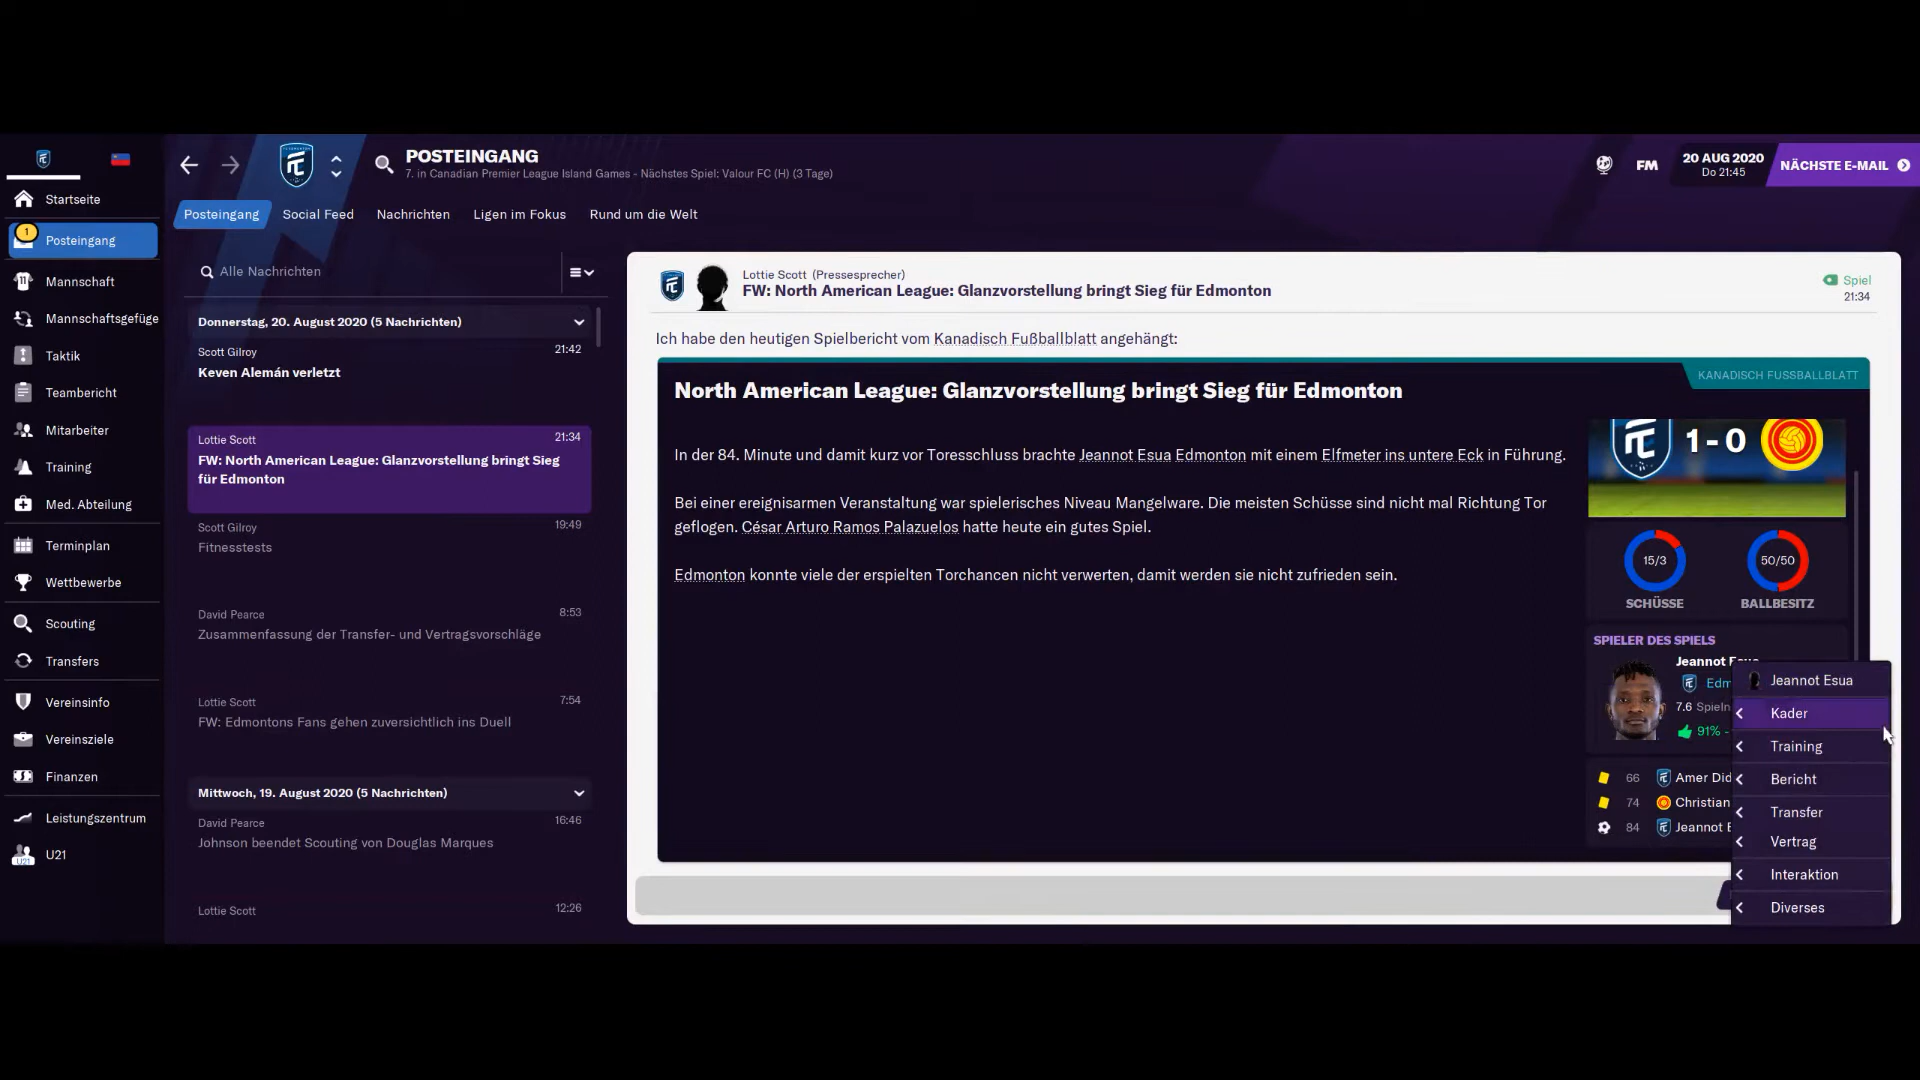 POSTEINGANG
7. in Canadian Premier League Island Games - Nächstes Spiel: Valour FC (H) (3 Tage)
FM
20 AUG 2020
Do 21:45
NÄCHSTE E-MAIL
Startseite
1
Posteingang
Mannschaft
Mannschaftsgefüge
Taktik
Teambericht
Mitarbeiter
Training
Med. Abteilung
Terminplan
Wettbewerbe
Scouting
Transfers
Vereinsinfo
Vereinsziele
Finanzen
Leistungszentrum
U21
U21
Posteingang
Social Feed
Nachrichten
Ligen im Fokus
Rund um die Welt
Alle Nachrichten
Donnerstag, 20. August 2020 (5 Nachrichten)
Scott Gilroy 21:42
Keven Alemán verletzt
Lottie Scott 21:34
FW: North American League: Glanzvorstellung bringt Sieg
für Edmonton
Scott Gilroy 19:49
Fitnesstests
David Pearce 8:53
Zusammenfassung der Transfer- und Vertragsvorschläge
Lottie Scott 7:54
FW: Edmontons Fans gehen zuversichtlich ins Duell
Mittwoch, 19. August 2020 (5 Nachrichten)
David Pearce 16:46
Johnson beendet Scouting von Douglas Marques
Lottie Scott 12:26
Lottie Scott (Pressesprecher)
FW: North American League: Glanzvorstellung bringt Sieg für Edmonton
Spiel
21:34
Ich habe den heutigen Spielbericht vom Kanadisch Fußballblatt angehängt:
KANADISCH FUSSBALLBLATT
North American League: Glanzvorstellung bringt Sieg für Edmonton
In der 84. Minute und damit kurz vor Toresschluss brachte Jeannot Esua Edmonton mit einem Elfmeter ins untere Eck in Führung.
Bei einer ereignisarmen Veranstaltung war spielerisches Niveau Mangelware. Die meisten Schüsse sind nicht mal Richtung Tor
geflogen. César Arturo Ramos Palazuelos hatte heute ein gutes Spiel.
Edmonton konnte viele der erspielten Torchancen nicht verwerten, damit werden sie nicht zufrieden sein.
1-0
15/3
SCHÜSSE
50/50
BALLBESITZ
SPIELER DES SPIELS
Jeannot Esua
Edm
7.6 Spieln
91% -
66 Amer Did
74 Christian
84 Jeannot E
Jeannot Esua
Kader
Training
Bericht
Transfer
Vertrag
Interaktion
Diverses